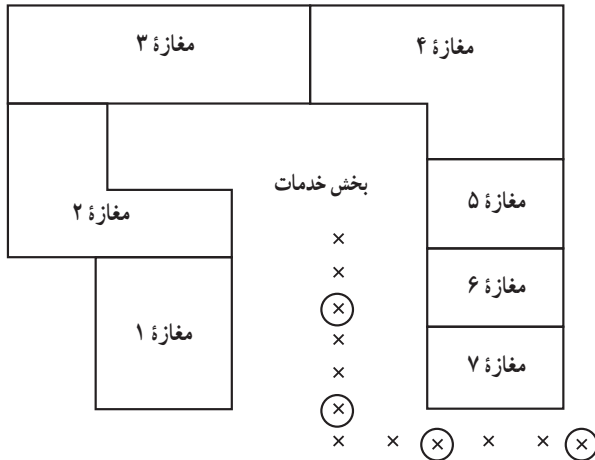 مغازهٔ ۳
مغازهٔ ۴
بخش خدمات
مغازهٔ ۵
مغازهٔ ۲
مغازهٔ ۶
مغازهٔ ۱
مغازهٔ ۷